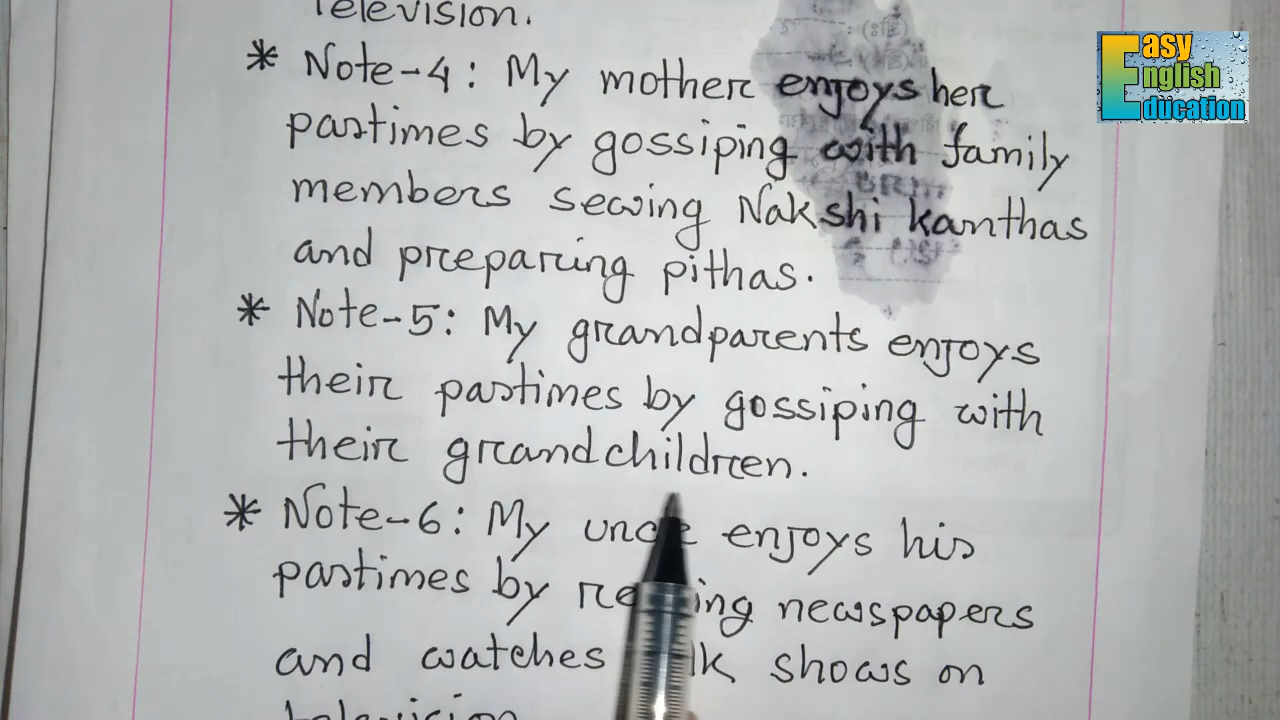 Television.
* Note-4: My mother enjoys her
pastimes by gossiping with family
members sewing Nakshi kanthas
and preparing pithas.
* Note-5: My grandparents enjoys
their pastimes by gossiping with
their grandchildren.
* Note-6: My enjoys his
pastimes by newspapers
and watches shows on
television
Easy
English
Education